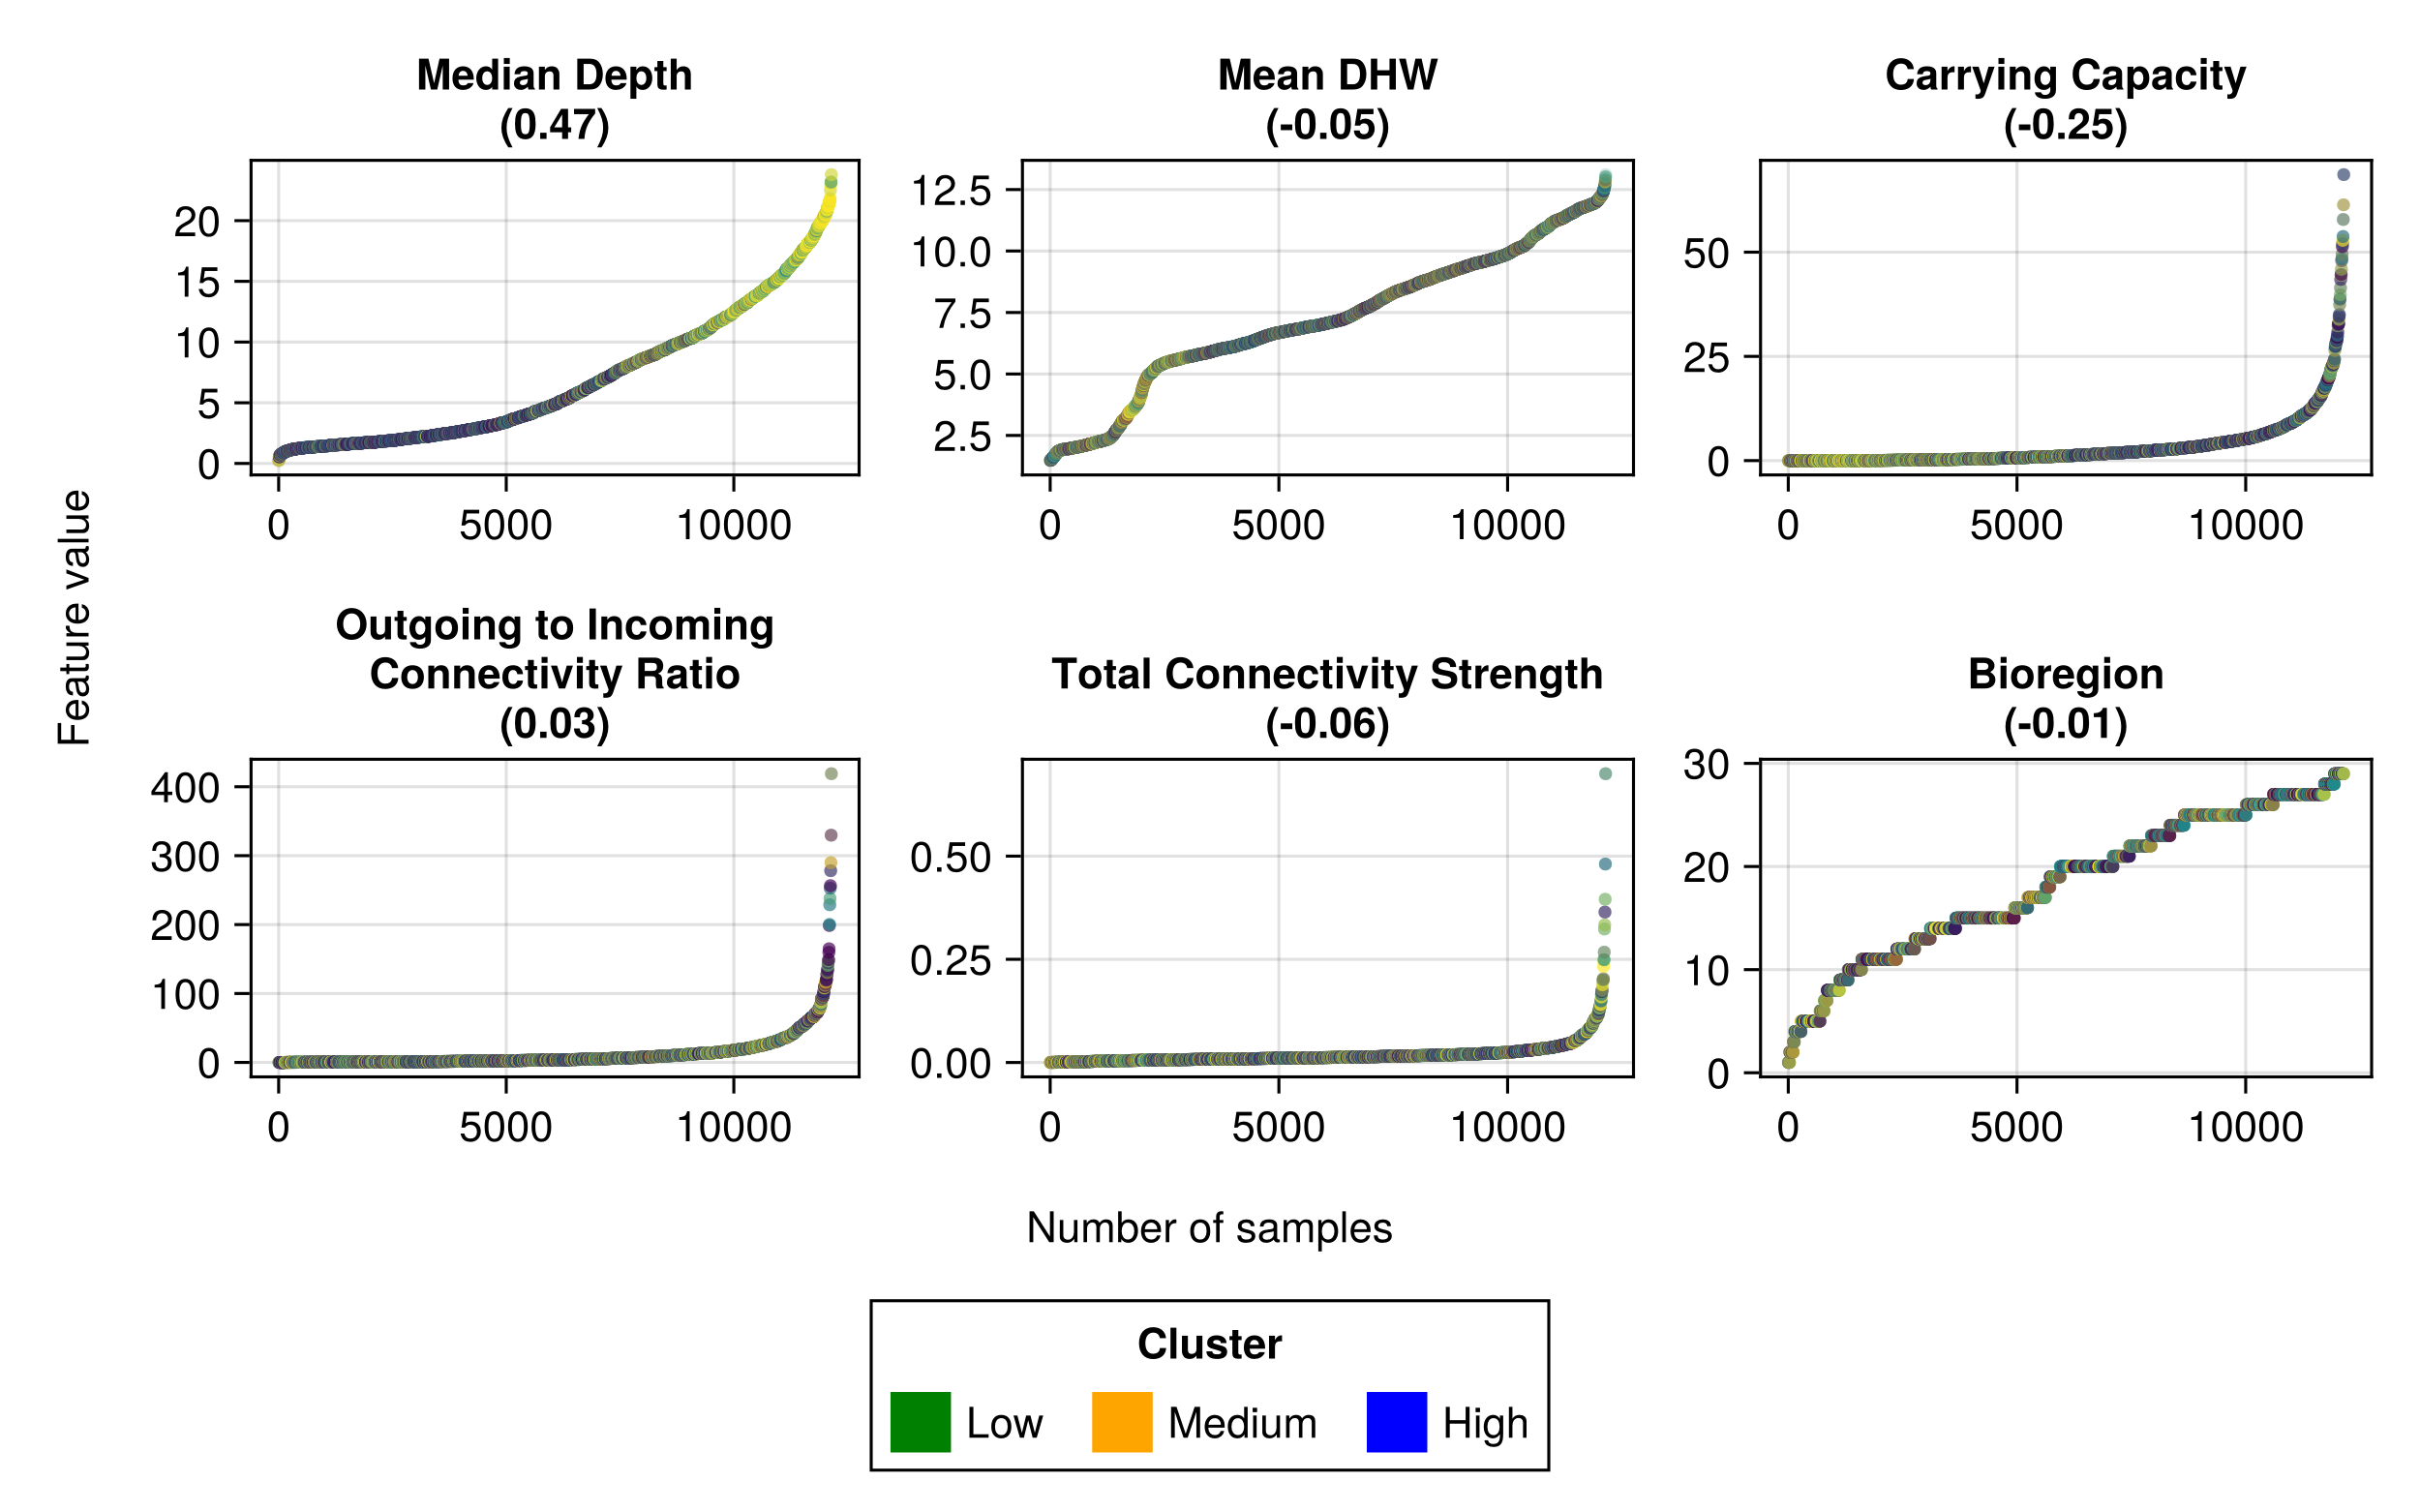 Median Depth
(0.47)
Mean DHW
(-0.05)
Carrying Capacity
(-0.25)
20
15
10
5
0
0 5000 10000
12.5
10.0
7.5
5.0
2.5
0 5000 10000
50
25
0
0 5000 10000
Feature value
Outgoing to Incoming
Connectivity Ratio
(0.03)
Total Connectivity Strength
(-0.06)
Bioregion
(-0.01)
400
300
200
100
0
0 5000 10000
0.50
0.25
0.00
0 5000 10000
30
20
10
0
0 5000 10000
Number of samples
Cluster
Low Medium High